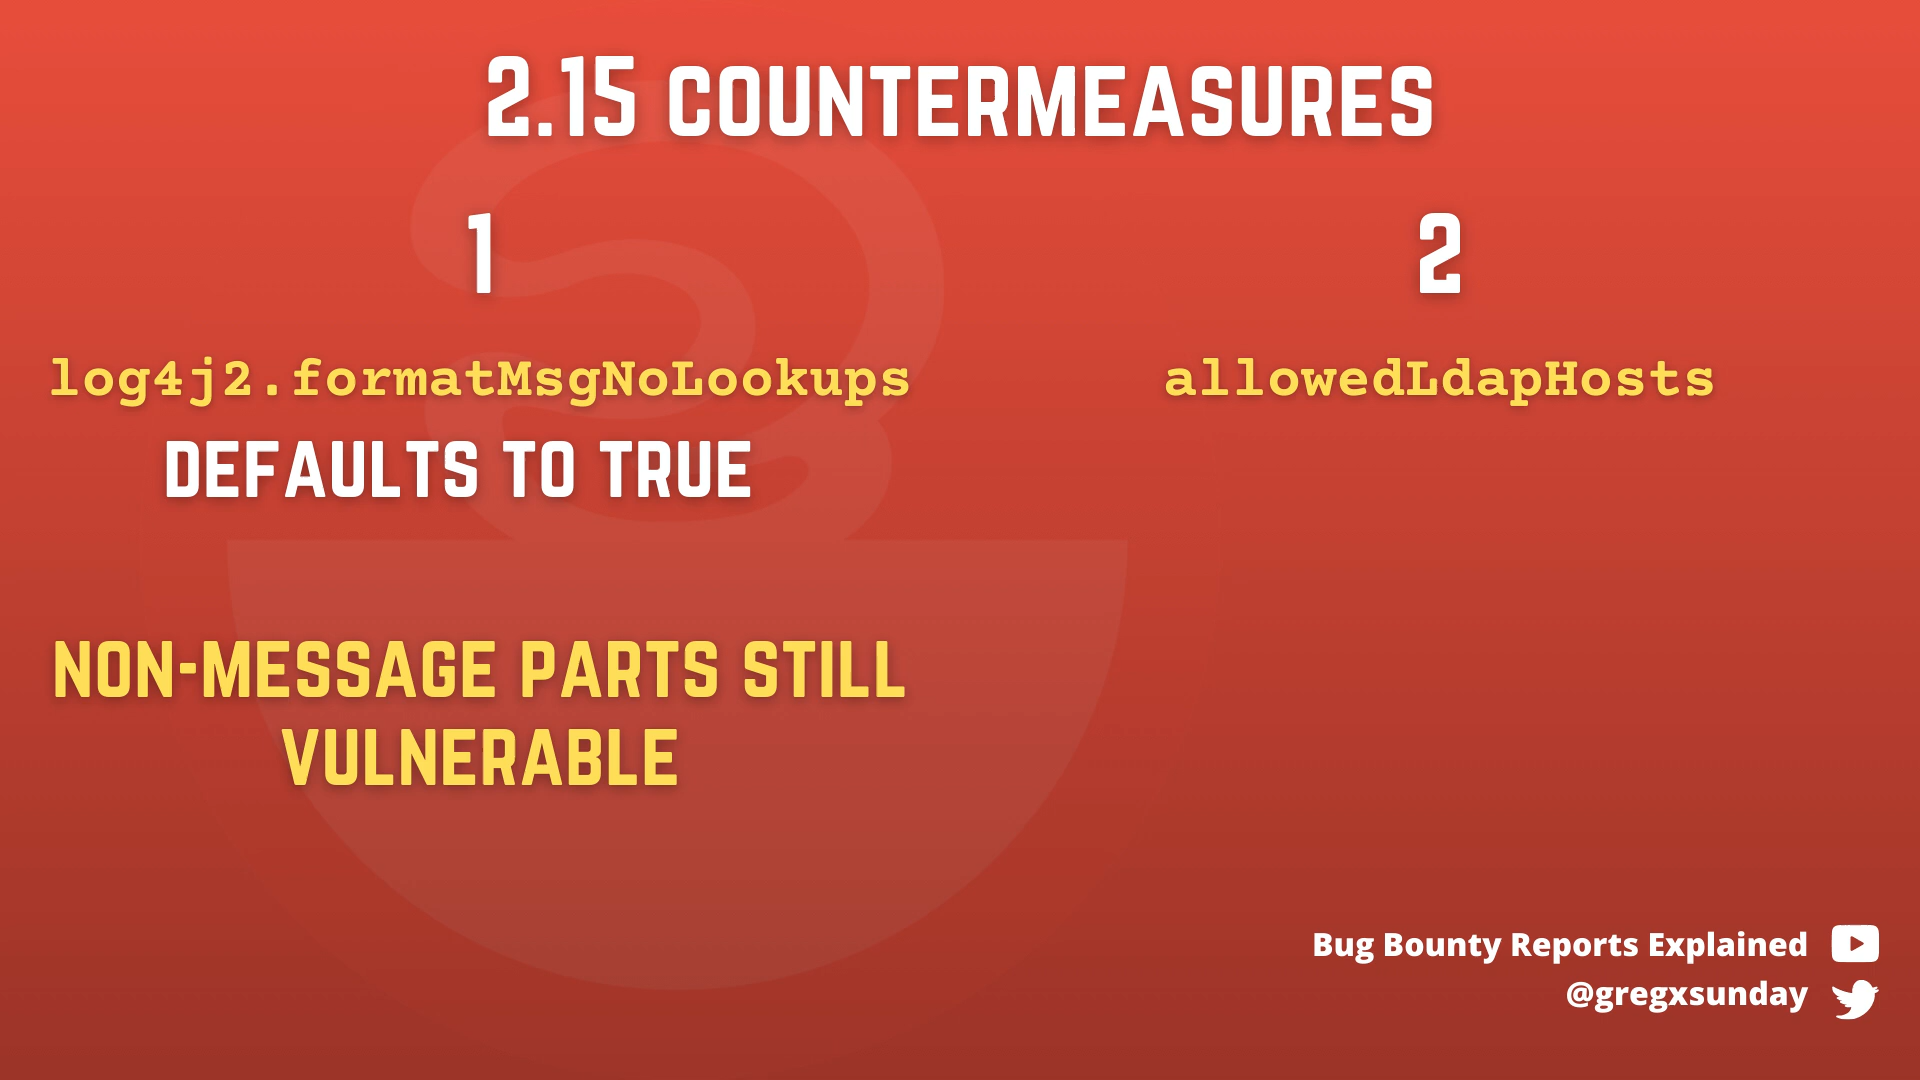 2.15 COUNTERMEASURES
1
log4j2.formatMsgNoLookups
DEFAULTS TO TRUE
NON-MESSAGE PARTS STILL
VULNERABLE
2
allowedLdapHosts
Bug Bounty Reports Explained
@gregxsunday